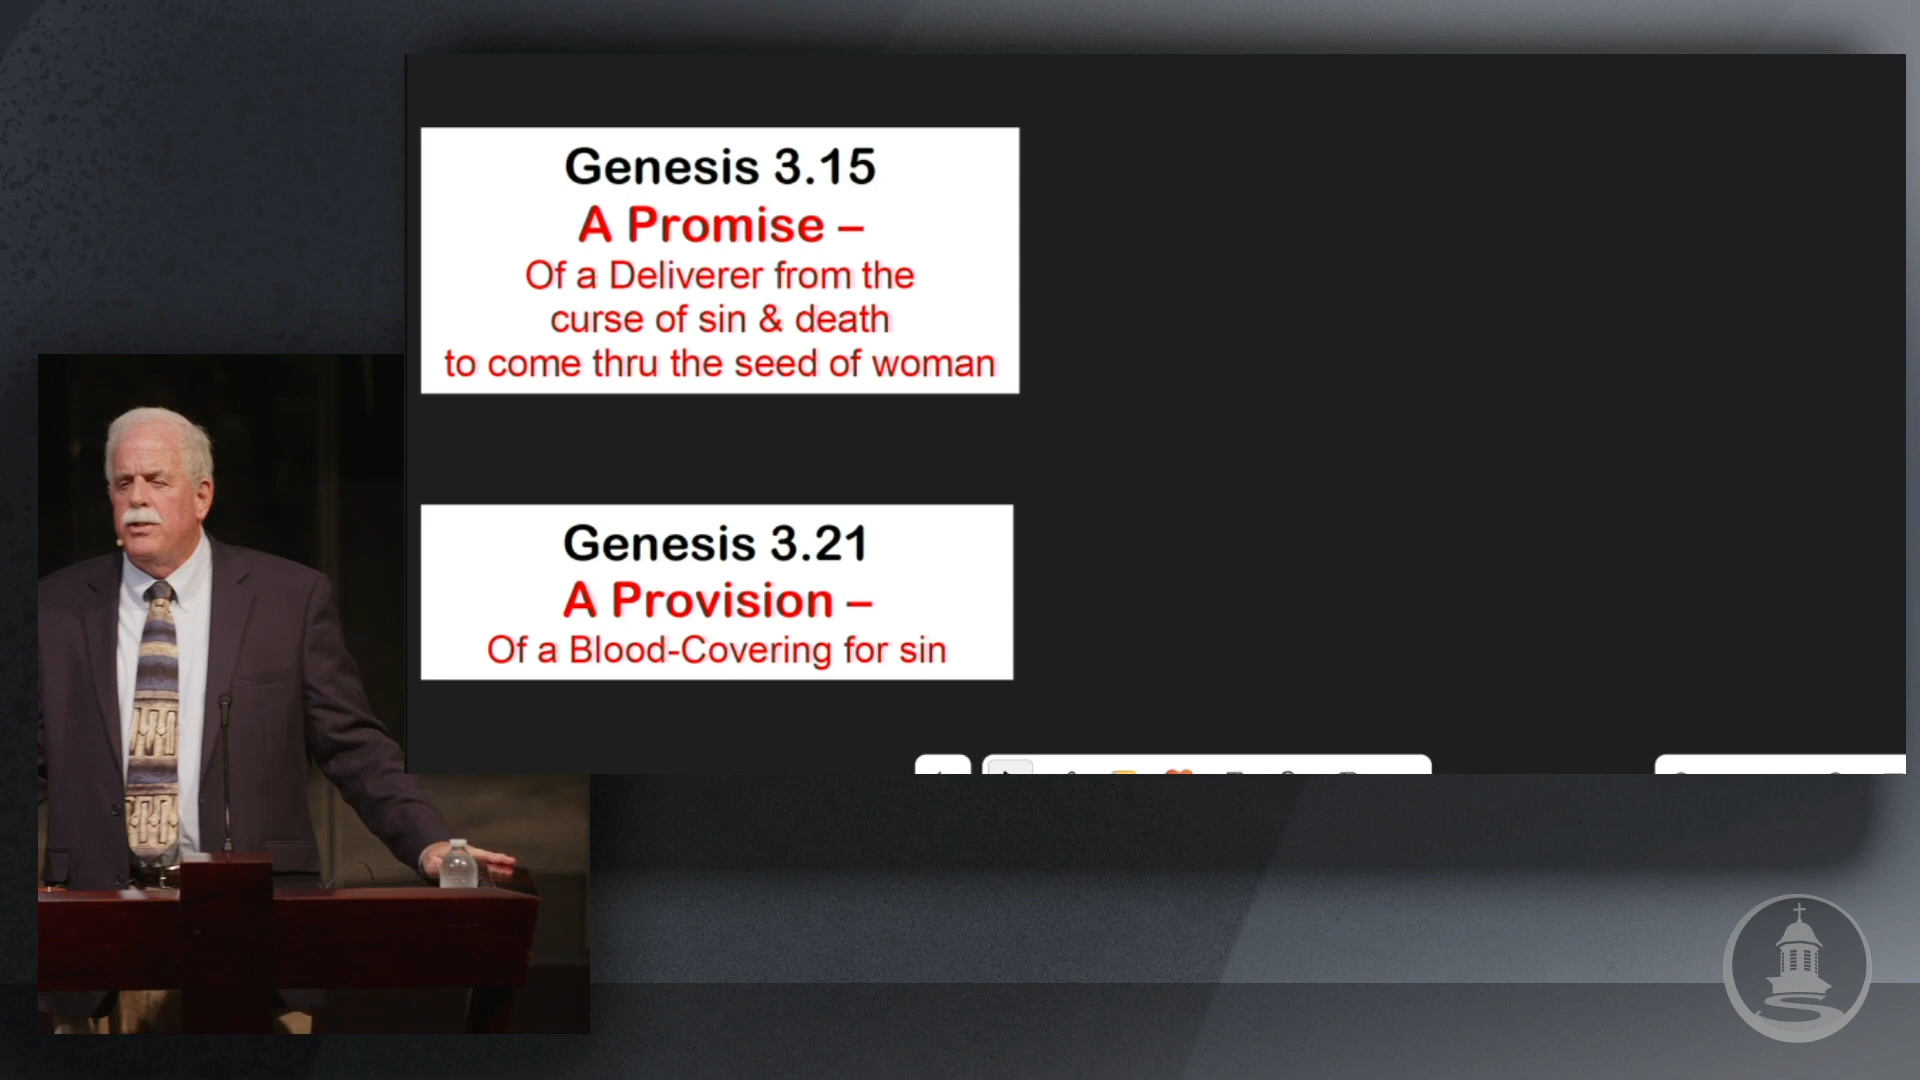 Genesis 3.15
A Promise –
Of a Deliverer from the
curse of sin & death
to come thru the seed of woman
Genesis 3.21
A Provision –
Of a Blood-Covering for sin